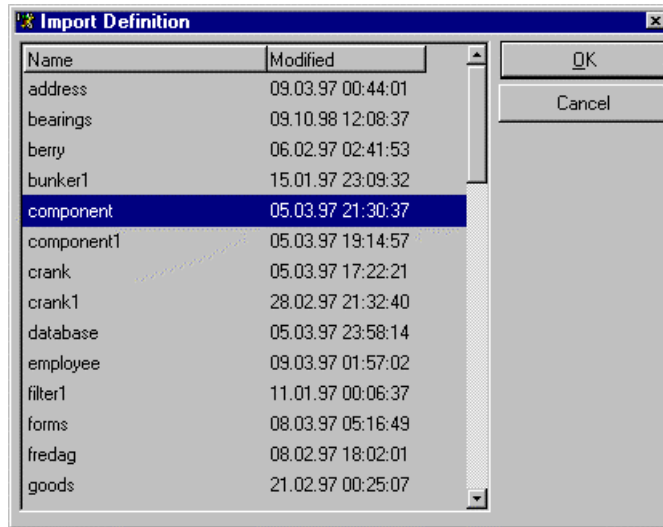 Import Definition
Name Modified
OK
address 09.03.97 00:44:01
Cancel
bearings 09.10.98 12:08:37
berry 06.02.97 02:41:53
bunker1 15.01.97 23:09:32
component 05.03.97 21:30:37
component1 05.03.97 19:14:57
crank 05.03.97 17:22:21
crank1 28.02.97 21:32:40
database 05.03.97 23:58:14
employee 09.03.97 01:57:02
filter1 11.01.97 00:06:37
forms 08.03.97 05:16:49
fredag 08.02.97 18:02:01
goods 21.02.97 00:25:07